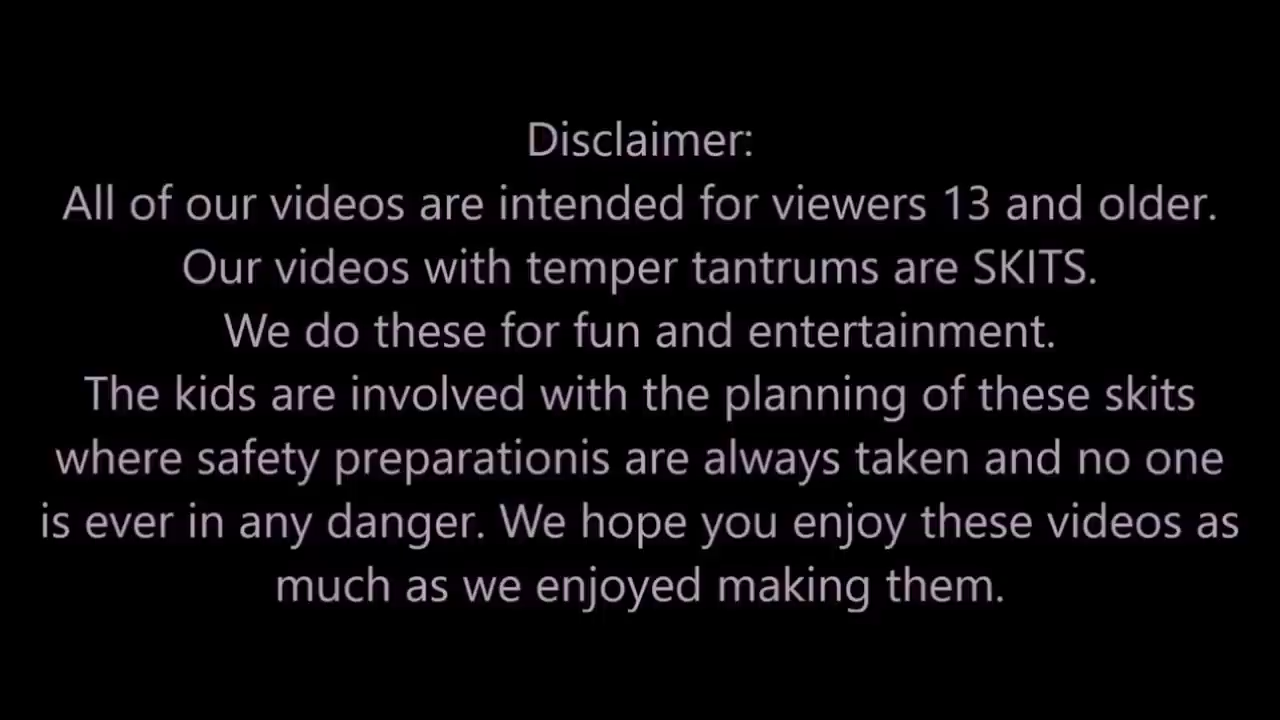 Disclaimer:
All of our videos are intended for viewers 13 and older.
Our videos with temper tantrums are SKITS.
We do these for fun and entertainment.
The kids are involved with the planning of these skits
where safety preparationis are always taken and no one
is ever in any danger. We hope you enjoy these videos as
much as we enjoyed making them.